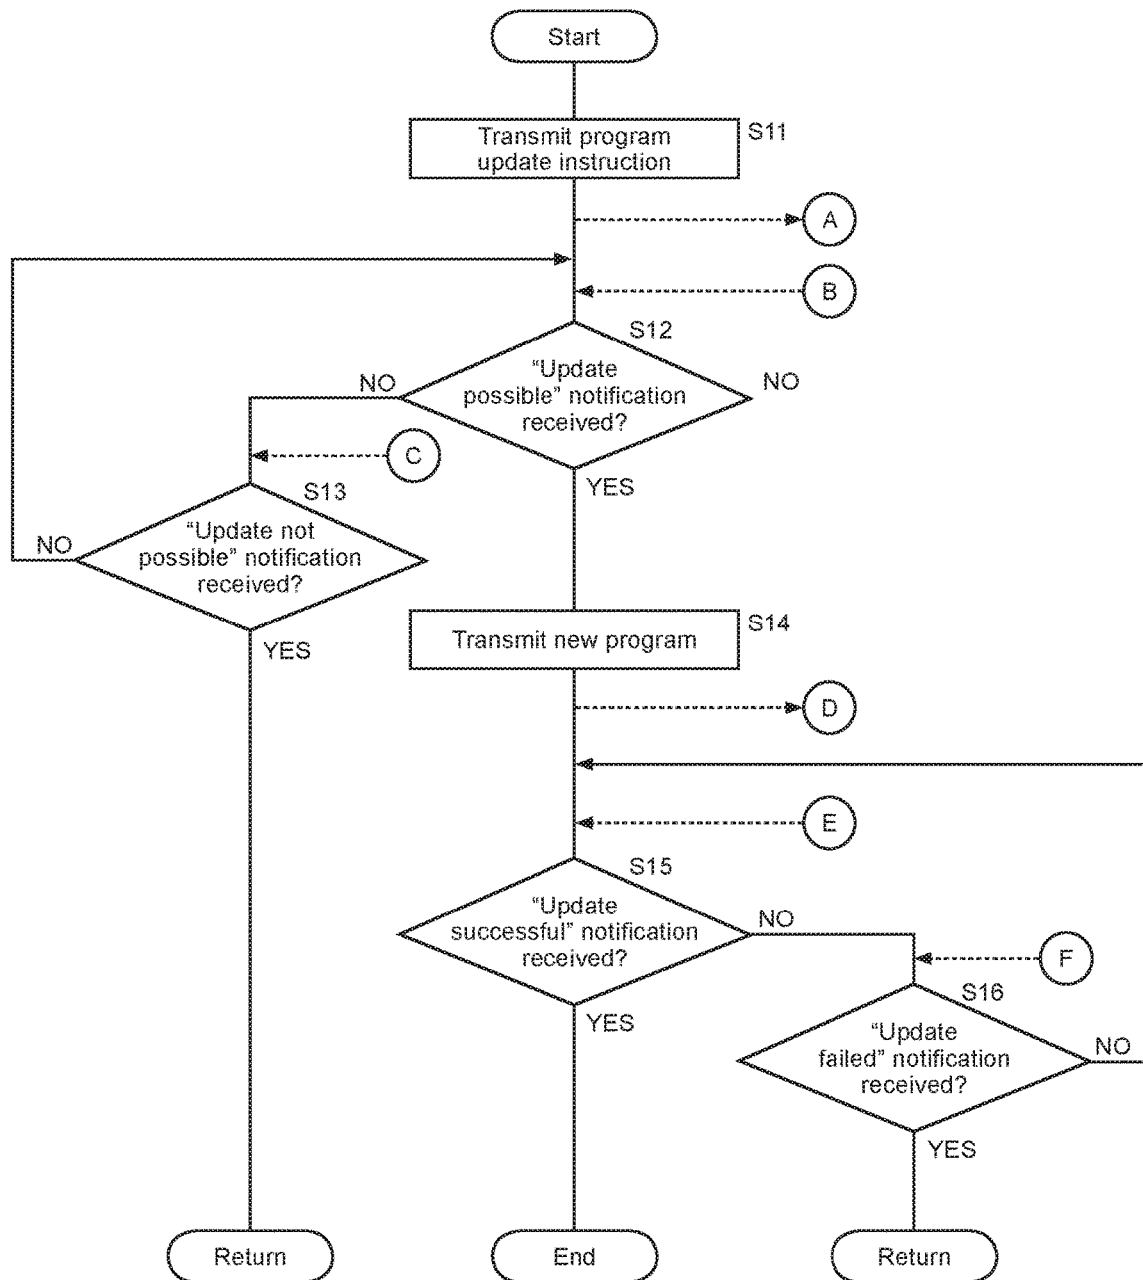 Start
Transmit program
update instruction
S11
A
B
S12
"Update
possible" notification
received?
NO
NO
YES
C
S13
"Update not
possible" notification
received?
NO
YES
Transmit new program
S14
D
E
S15
"Update
successful" notification
received?
NO
YES
F
S16
"Update
failed" notification
received?
NO
YES
Return
End
Return